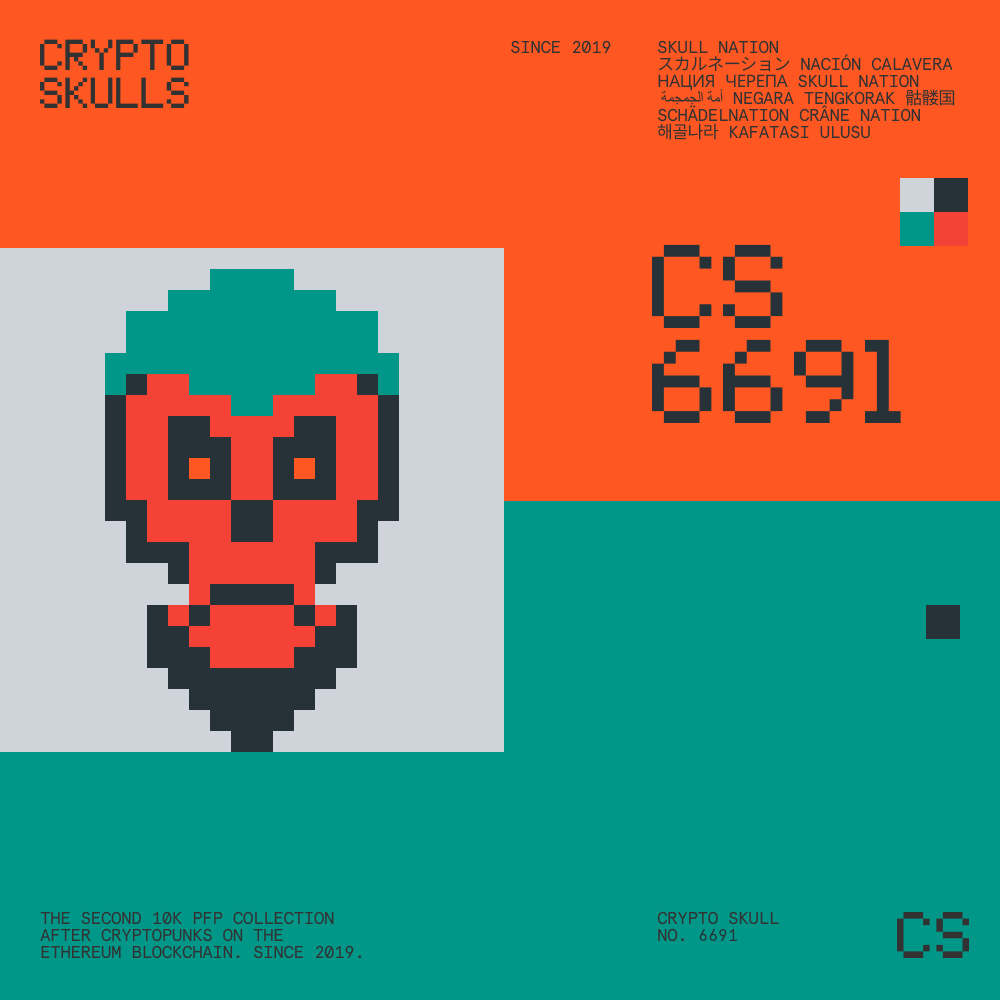 CRYPTO
SKULLS
SINCE 2019
SKULL NATION
スカルネーション NACIÓN CALAVERA
НАЦИЯ ЧЕРЕПА SKULL NATION
أمة الجمجمة NEGARA TENGKORAK 骷髅国
SCHÄDELNATION CRÂNE NATION
해골나라 KAFATASI ULUSU
CS
6691
THE SECOND 10K PFP COLLECTION
AFTER CRYPTOPUNKS ON THE
ETHEREUM BLOCKCHAIN. SINCE 2019.
CRYPTO SKULL
NO. 6691
CS